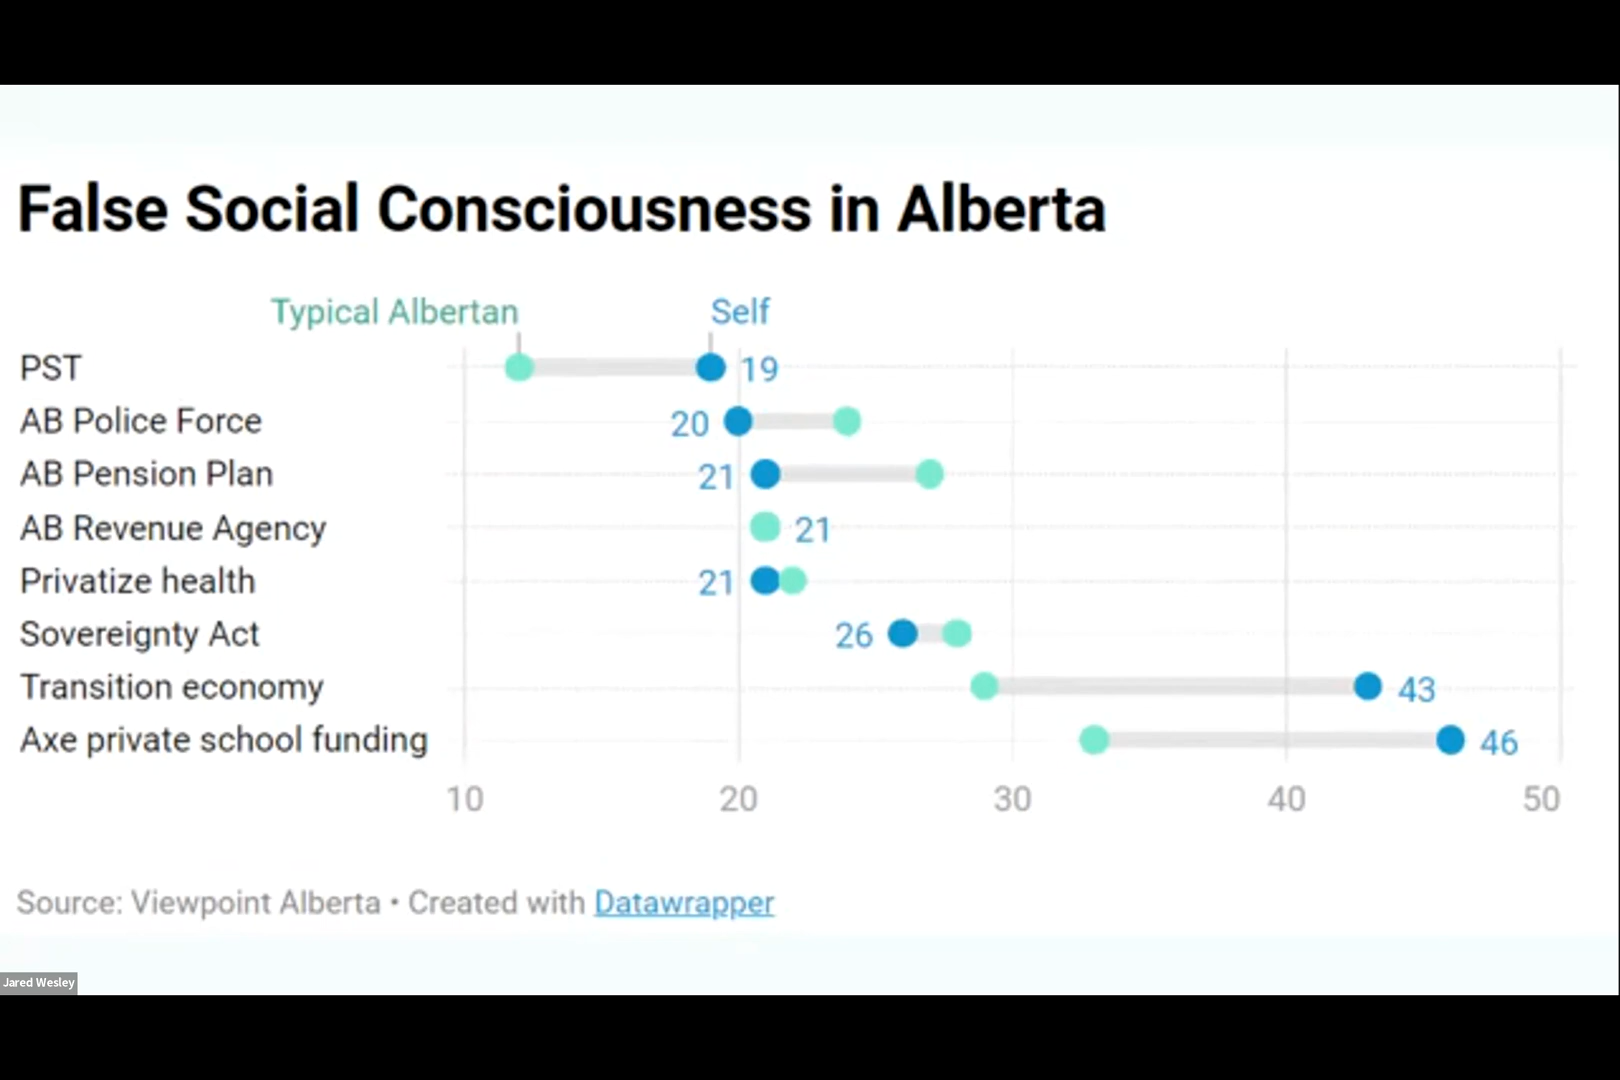 False Social Consciousness in Alberta
Typical Albertan Self
PST 19
AB Police Force 20
AB Pension Plan 21
AB Revenue Agency 21
Privatize health 21
Sovereignty Act 26
Transition economy 43
Axe private school funding 46
10 20 30 40 50
Source: Viewpoint Alberta • Created with Datawrapper
Jared Wesley